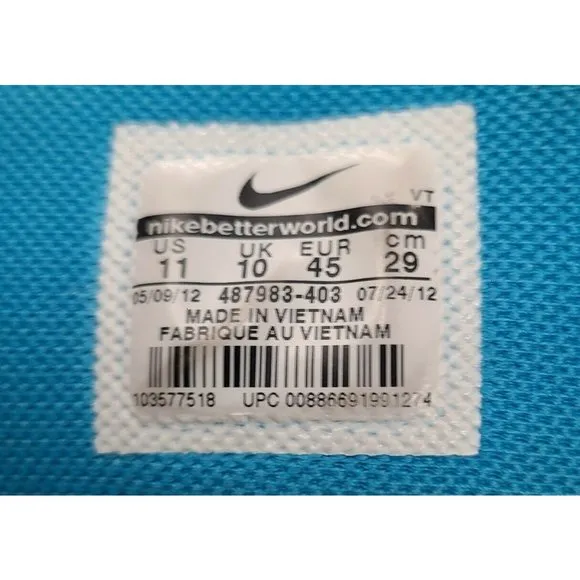 VT
nikebetterworld.com
US UK EUR cm
11 10 45 29
05/09/12 487983-403 07/24/12
MADE IN VIETNAM
FABRIQUE AU VIETNAM
103577518 UPC 00886691991274